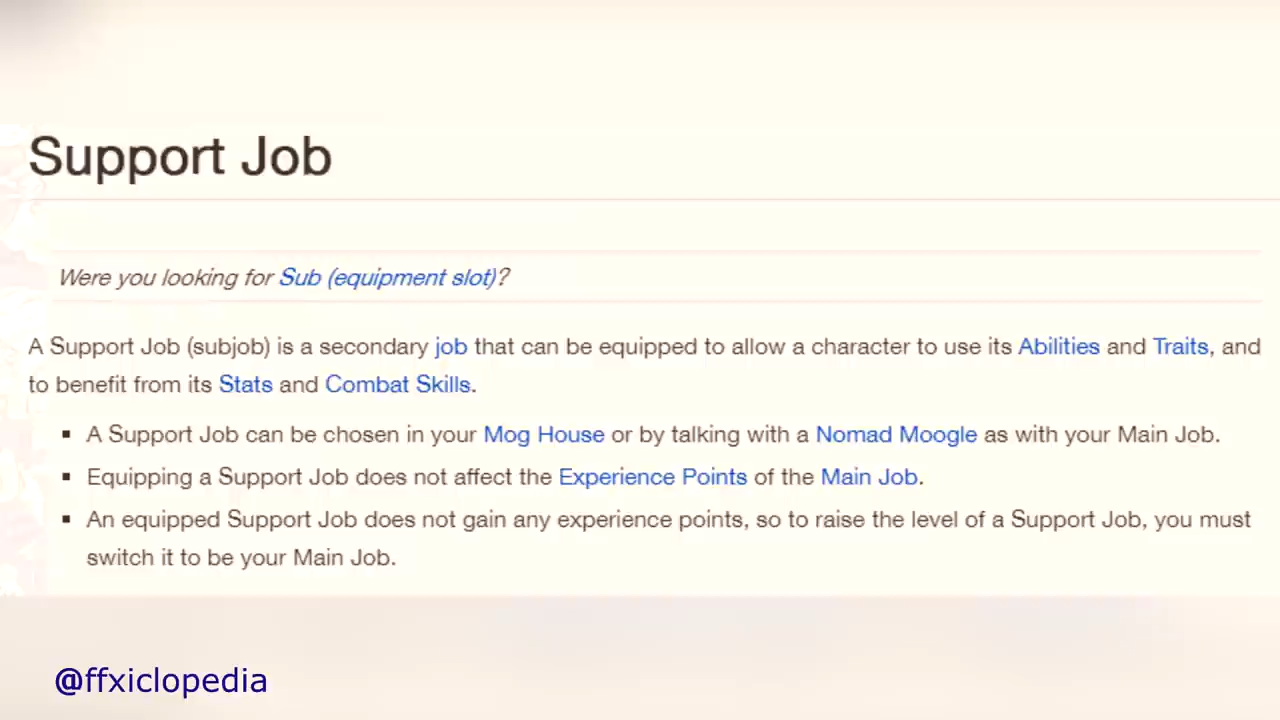 Support Job
Were you looking for Sub (equipment slot)?
A Support Job (subjob) is a secondary job that can be equipped to allow a character to use its Abilities and Traits, and
to benefit from its Stats and Combat Skills.
▪ A Support Job can be chosen in your Mog House or by talking with a Nomad Moogle as with your Main Job.
▪ Equipping a Support Job does not affect the Experience Points of the Main Job.
▪ An equipped Support Job does not gain any experience points, so to raise the level of a Support Job, you must
switch it to be your Main Job.
@ffxiclopedia